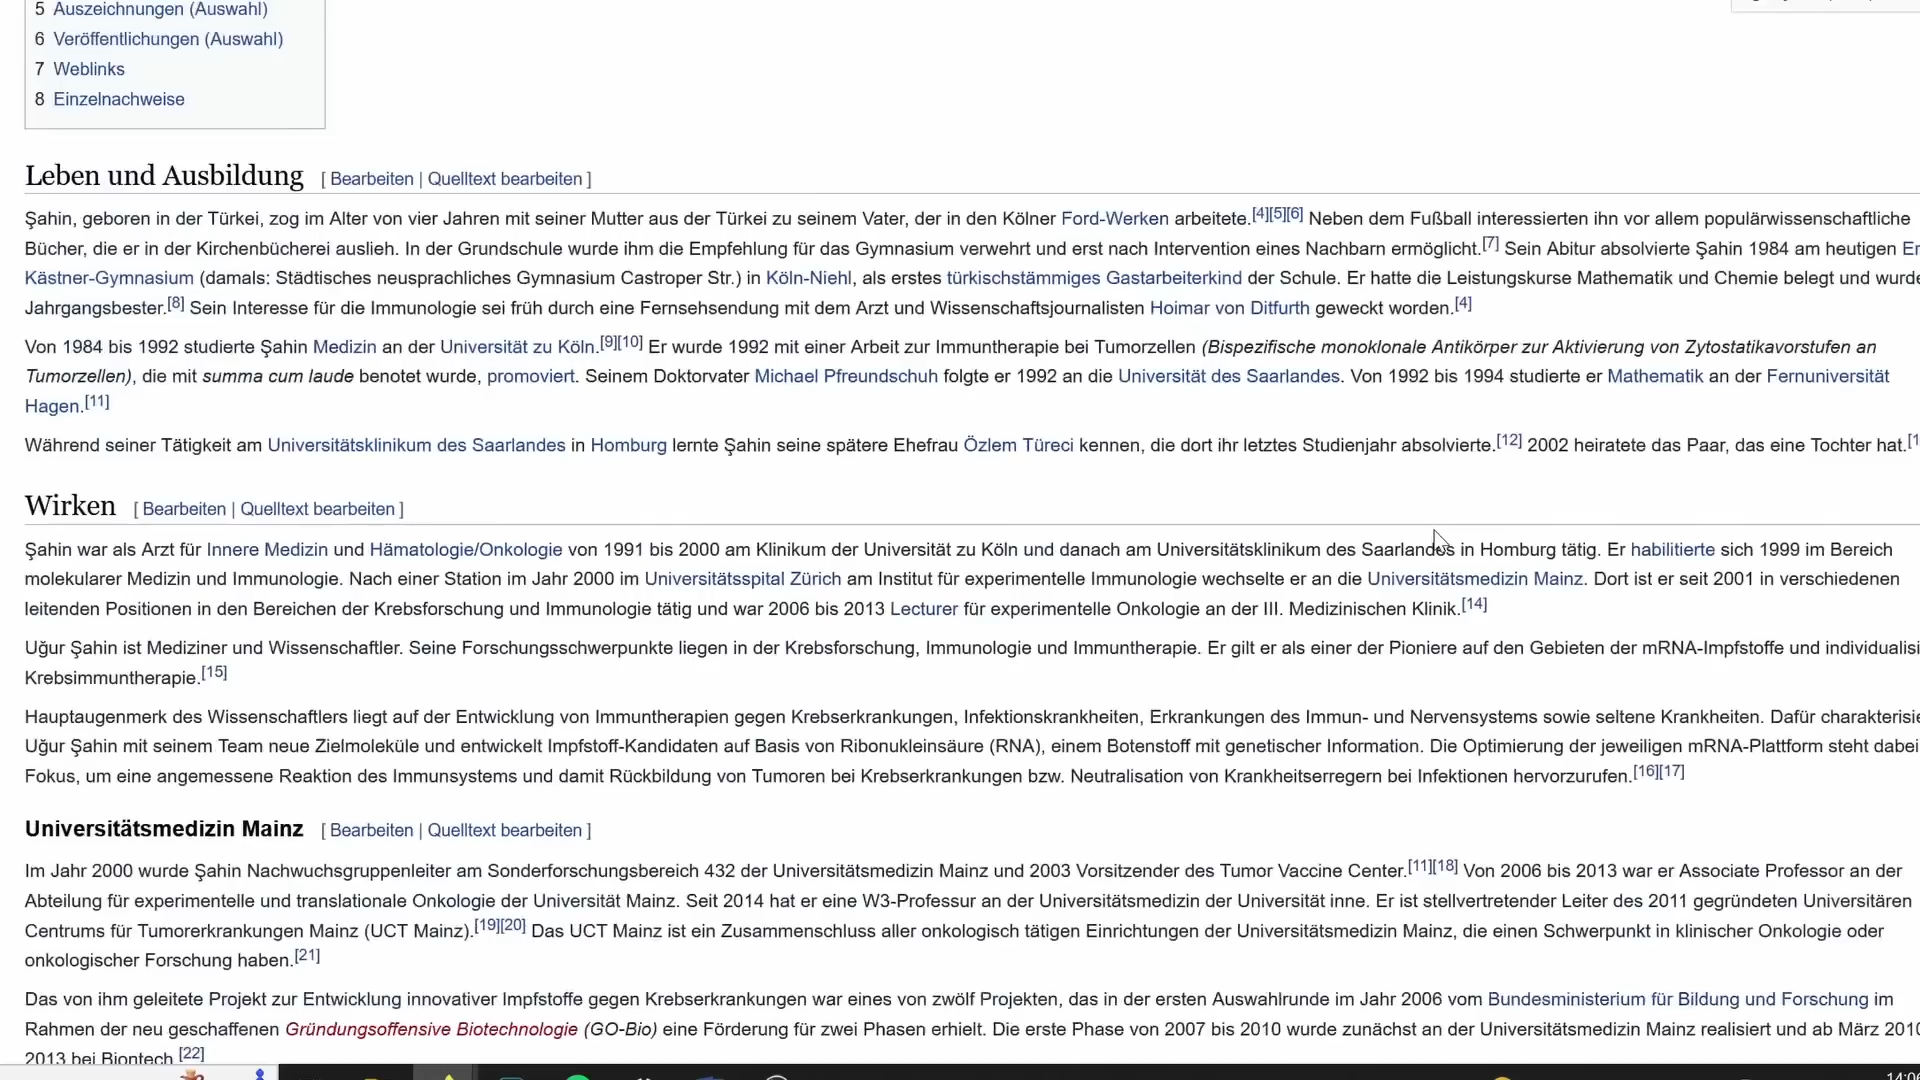 5 Auszeichnungen (Auswahl)
6 Veröffentlichungen (Auswahl)
7 Weblinks
8 Einzelnachweise
Leben und Ausbildung [ Bearbeiten | Quelltext bearbeiten ]
Şahin, geboren in der Türkei, zog im Alter von vier Jahren mit seiner Mutter aus der Türkei zu seinem Vater, der in den Kölner Ford-Werken arbeitete.[4][5][6] Neben dem Fußball interessierten ihn vor allem populärwissenschaftliche
Bücher, die er in der Kirchenbücherei auslieh. In der Grundschule wurde ihm die Empfehlung für das Gymnasium verwehrt und erst nach Intervention eines Nachbarn ermöglicht.[7] Sein Abitur absolvierte Şahin 1984 am heutigen
Kästner-Gymnasium (damals: Städtisches neusprachliches Gymnasium Castroper Str.) in Köln-Niehl, als erstes türkischstämmiges Gastarbeiterkind der Schule. Er hatte die Leistungskurse Mathematik und Chemie belegt und wurde
Jahrgangsbester.[8] Sein Interesse für die Immunologie sei früh durch eine Fernsehsendung mit dem Arzt und Wissenschaftsjournalisten Hoimar von Ditfurth geweckt worden.[4]
Von 1984 bis 1992 studierte Şahin Medizin an der Universität zu Köln.[9][10] Er wurde 1992 mit einer Arbeit zur Immuntherapie bei Tumorzellen (Bispezifische monoklonale Antikörper zur Aktivierung von Zytostatikavorstufen an
Tumorzellen), die mit summa cum laude benotet wurde, promoviert. Seinem Doktorvater Michael Pfreundschuh folgte er 1992 an die Universität des Saarlandes. Von 1992 bis 1994 studierte er Mathematik an der Fernuniversität
Hagen.[11]
Während seiner Tätigkeit am Universitätsklinikum des Saarlandes in Homburg lernte Şahin seine spätere Ehefrau Özlem Türeci kennen, die dort ihr letztes Studienjahr absolvierte.[12] 2002 heiratete das Paar, das eine Tochter hat.
Wirken [ Bearbeiten | Quelltext bearbeiten ]
Şahin war als Arzt für Innere Medizin und Hämatologie/Onkologie von 1991 bis 2000 am Klinikum der Universität zu Köln und danach am Universitätsklinikum des Saarlandes in Homburg tätig. Er habilitierte sich 1999 im Bereich
molekularer Medizin und Immunologie. Nach einer Station im Jahr 2000 im Universitätsspital Zürich am Institut für experimentelle Immunologie wechselte er an die Universitätsmedizin Mainz. Dort ist er seit 2001 in verschiedenen
leitenden Positionen in den Bereichen der Krebsforschung und Immunologie tätig und war 2006 bis 2013 Lecturer für experimentelle Onkologie an der III. Medizinischen Klinik.[14]
Uğur Şahin ist Mediziner und Wissenschaftler. Seine Forschungsschwerpunkte liegen in der Krebsforschung, Immunologie und Immuntherapie. Er gilt er als einer der Pioniere auf den Gebieten der mRNA-Impfstoffe und individualisi
Krebsimmuntherapie.[15]
Hauptaugenmerk des Wissenschaftlers liegt auf der Entwicklung von Immuntherapien gegen Krebserkrankungen, Infektionskrankheiten, Erkrankungen des Immun- und Nervensystems sowie seltene Krankheiten. Dafür charakterisie
Uğur Şahin mit seinem Team neue Zielmoleküle und entwickelt Impfstoff-Kandidaten auf Basis von Ribonukleinsäure (RNA), einem Botenstoff mit genetischer Information. Die Optimierung der jeweiligen mRNA-Plattform steht dabei
Fokus, um eine angemessene Reaktion des Immunsystems und damit Rückbildung von Tumoren bei Krebserkrankungen bzw. Neutralisation von Krankheitserregern bei Infektionen hervorzurufen.[16][17]
Universitätsmedizin Mainz [ Bearbeiten | Quelltext bearbeiten ]
Im Jahr 2000 wurde Şahin Nachwuchsgruppenleiter am Sonderforschungsbereich 432 der Universitätsmedizin Mainz und 2003 Vorsitzender des Tumor Vaccine Center.[11][18] Von 2006 bis 2013 war er Associate Professor an der
Abteilung für experimentelle und translationale Onkologie der Universität Mainz. Seit 2014 hat er eine W3-Professur an der Universitätsmedizin der Universität inne. Er ist stellvertretender Leiter des 2011 gegründeten Universitären
Centrums für Tumorerkrankungen Mainz (UCT Mainz).[19][20] Das UCT Mainz ist ein Zusammenschluss aller onkologisch tätigen Einrichtungen der Universitätsmedizin Mainz, die einen Schwerpunkt in klinischer Onkologie oder
onkologischer Forschung haben.[21]
Das von ihm geleitete Projekt zur Entwicklung innovativer Impfstoffe gegen Krebserkrankungen war eines von zwölf Projekten, das in der ersten Auswahlrunde im Jahr 2006 vom Bundesministerium für Bildung und Forschung im
Rahmen der neu geschaffenen Gründungsoffensive Biotechnologie (GO-Bio) eine Förderung für zwei Phasen erhielt. Die erste Phase von 2007 bis 2010 wurde zunächst an der Universitätsmedizin Mainz realisiert und ab März 2010
2013 bei Biontech.[22]